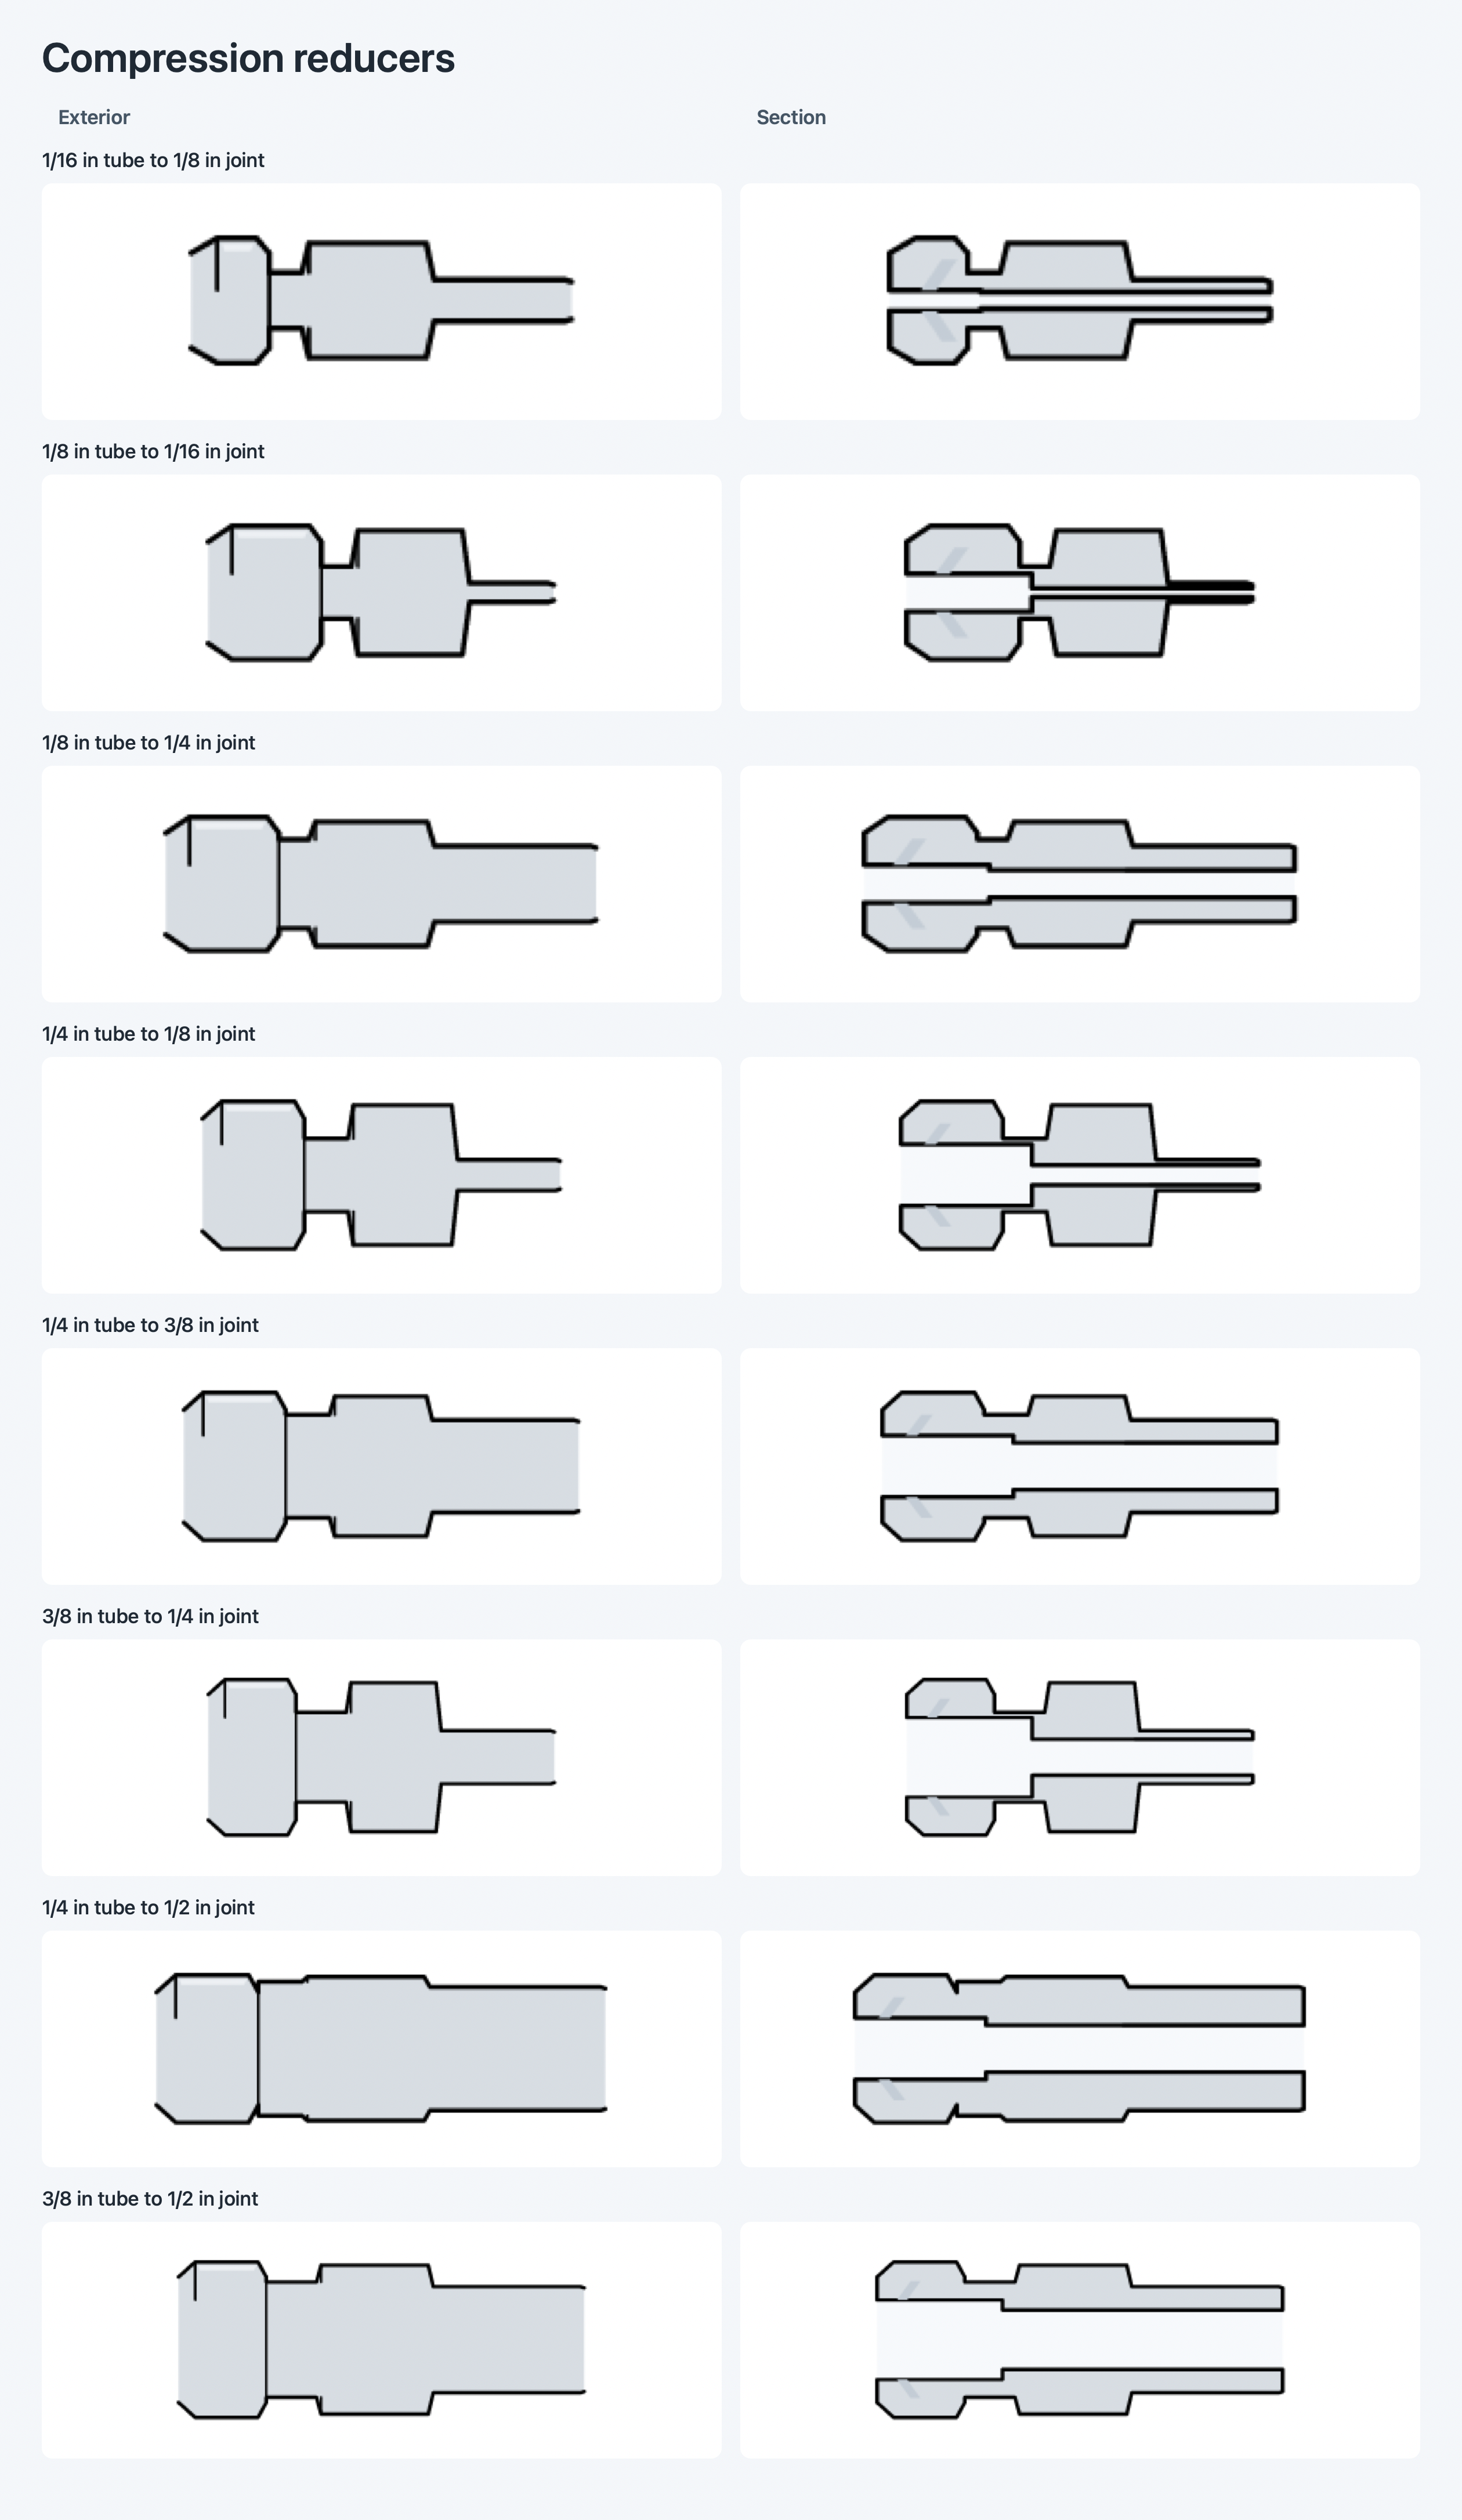 Compression reducers
Exterior
Section
1/16 in tube to 1/8 in joint
1/8 in tube to 1/16 in joint
1/8 in tube to 1/4 in joint
1/4 in tube to 1/8 in joint
1/4 in tube to 3/8 in joint
3/8 in tube to 1/4 in joint
1/4 in tube to 1/2 in joint
3/8 in tube to 1/2 in joint